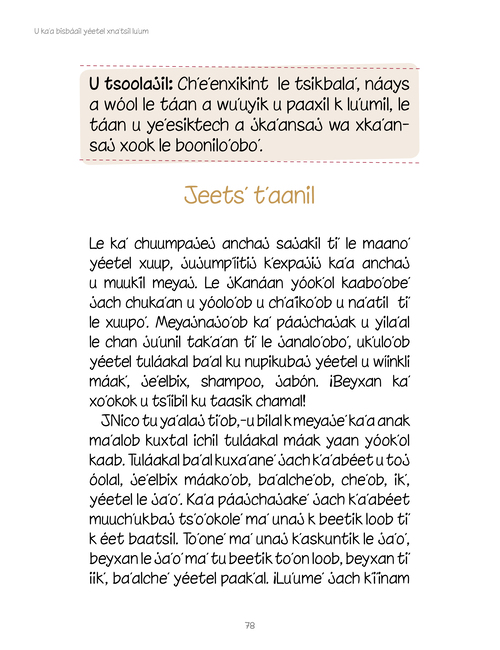 U ka'a bisbáail yéetel xna'tsil lu'um
U tsoolajil: Ch'e'enxikint le tsikbala', náays
a wóol le táan a wu'uyik u paaxil k lu'umil, le
táan u ye'esiktech a jka'ansaj wa xka'an-
saj xook le boonilo'obo'.
Jeets' t'aanil
Le ka' chuumpajej anchaj sajakil ti' le maano'
yéetel xuup, jujump'íitij k'expajij ka'a anchaj
u muuk'il meyaj. Le jKanáan yóok'ol kaabo'obe'
jach chuka'an u yóolo'ob u ch'aiko'ob u na'atil ti'
le xuupo'. Meyajnajo'ob ka' páajchajak u yila'al
le chan ju'unil tak'a'an ti' le janalo'obo', uk'ulo'ob
yéetel tuláakal ba'al ku nupikubaj yéetel u wíinkli
máak', je'elbix, shampoo, jabón. ¡Beyxan ka'
xo'okok u ts'íibil ku taasik chamal!
JNico tu ya'alaj ti'ob,-u bilal k meyaje' ka'a anak
ma'alob kuxtal ichil tuláakal máak yaan yóok'ol
kaab. Tuláakal ba'al kuxa'ane' jach k'a'abéet u toj
óolal, je'elbix máako'ob, ba'alche'ob, che'ob, ik',
yéetel le ja'o'. Ka'a páajchajake' jach k'a'abéet
muuch'ukbaj ts'o'okole' ma' unaj k beetik loob ti'
k éet baatsil. To'one' ma' unaj k'askuntik le ja'o',
beyxan le ja'o' ma' tu beetik to'on loob, beyxan ti'
iik', ba'alche' yéetel paak'al. ¡Lu'ume' jach k'iinam
78